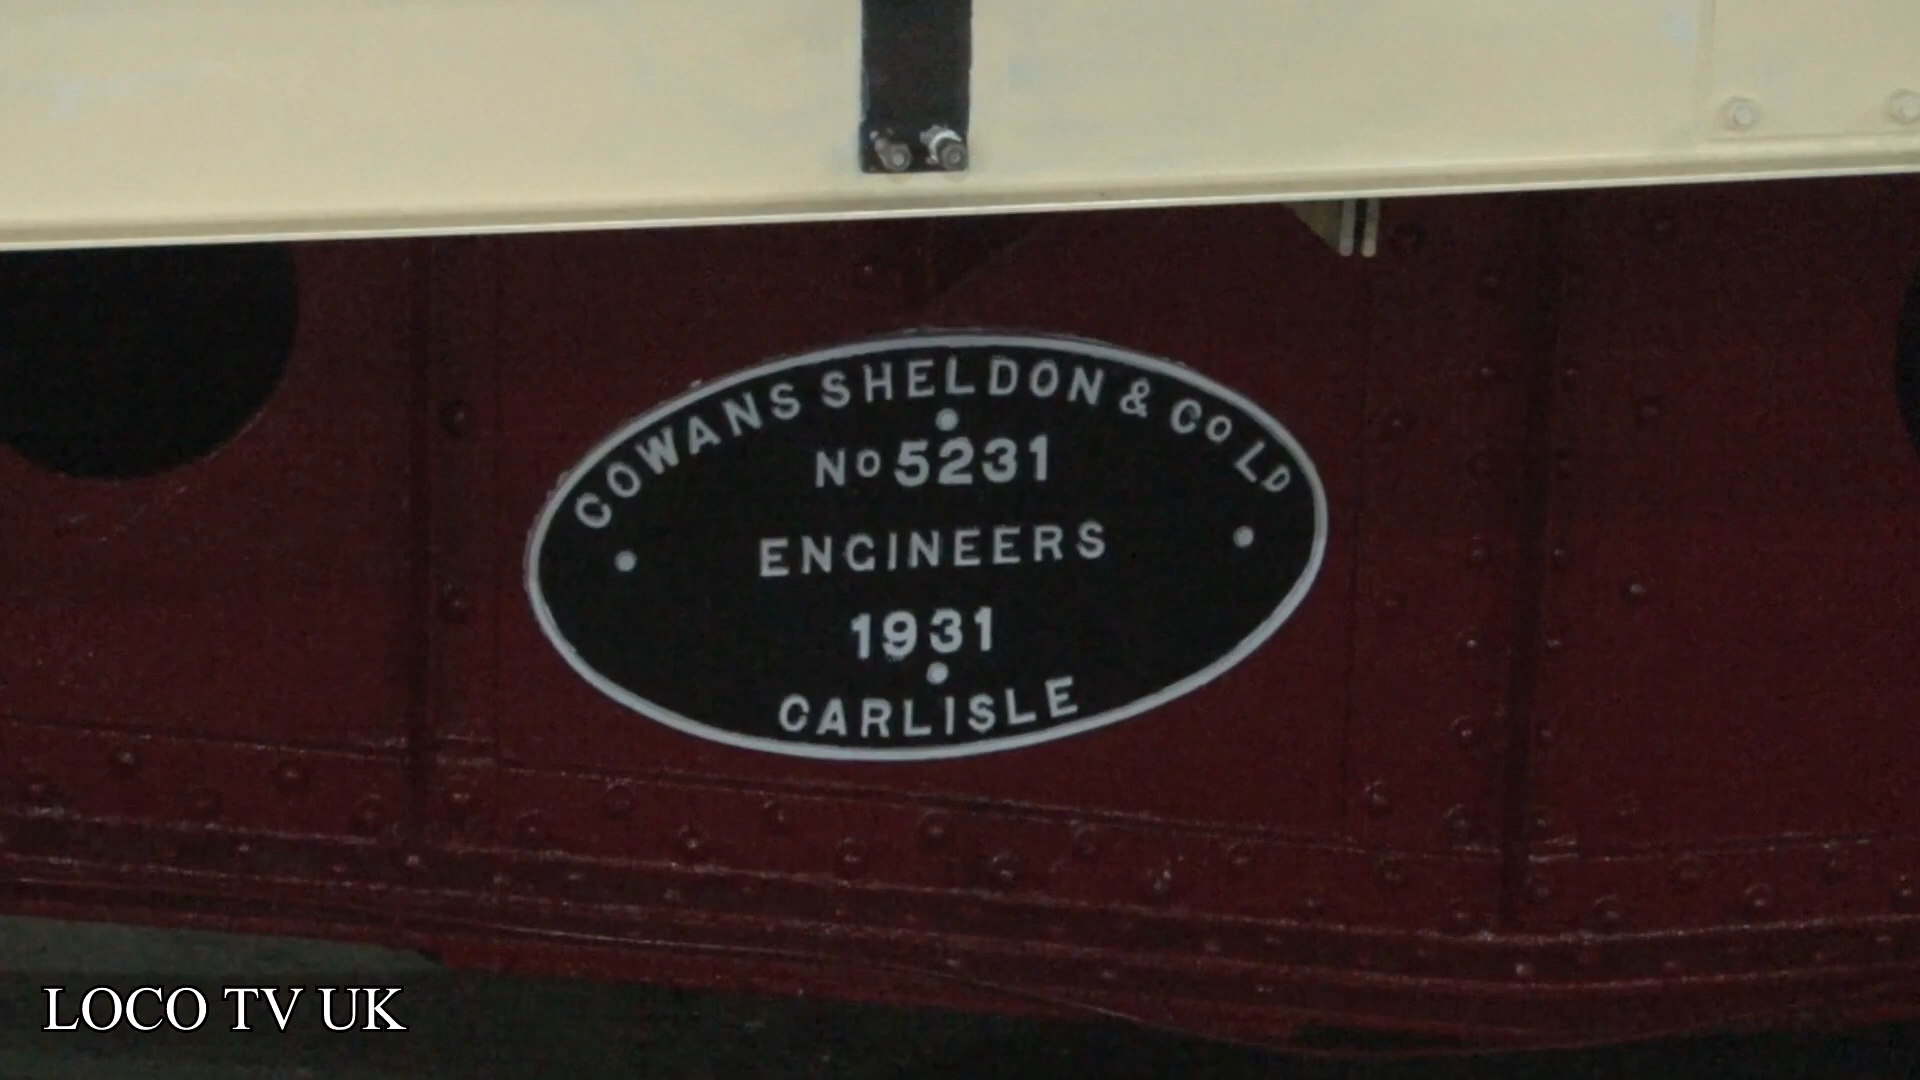 COWANS SHELDON & Co LD
No 5231
ENGINEERS
1931
CARLISLE
LOCO TV UK